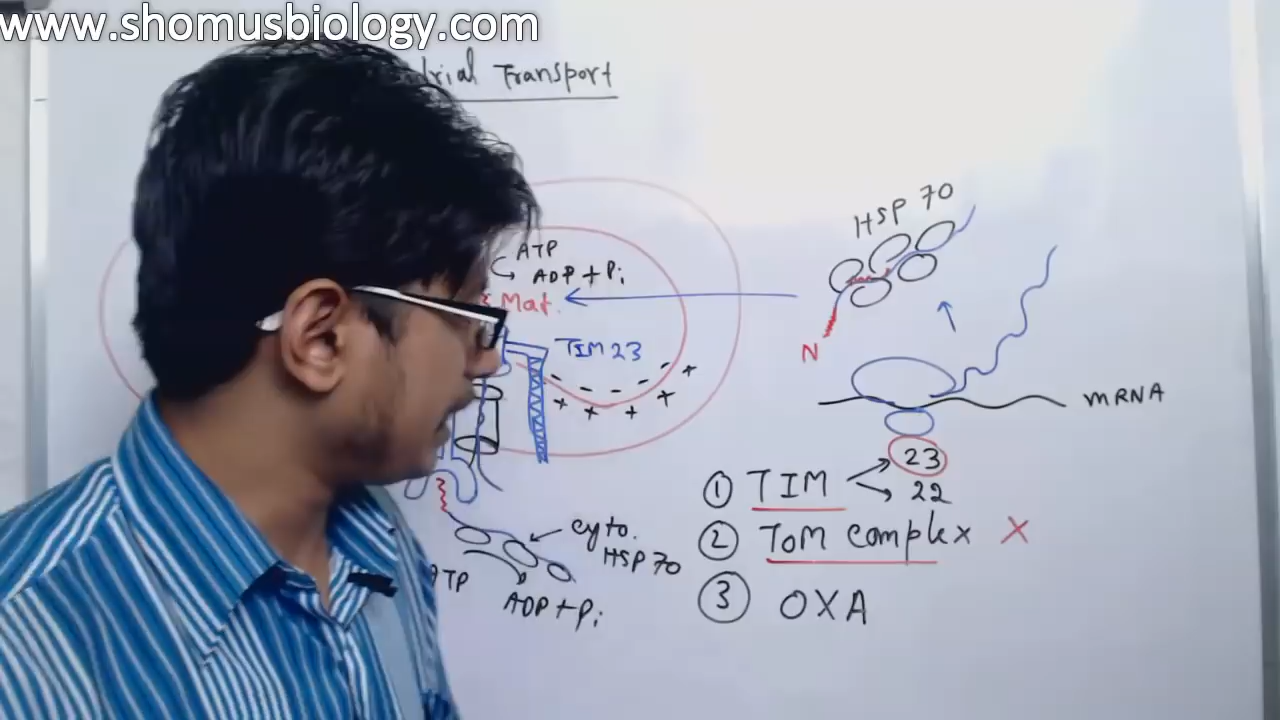 www.shomusbiology.com
Transport
HSP 70
ATP
ADP + Pi
Mat.
TIM 23
- - - - - -
+ + + + +
N
mRNA
① TIM 23
22
② TOM complex X
③ OXA
cyto.
HSP 70
ATP
ADP + Pi